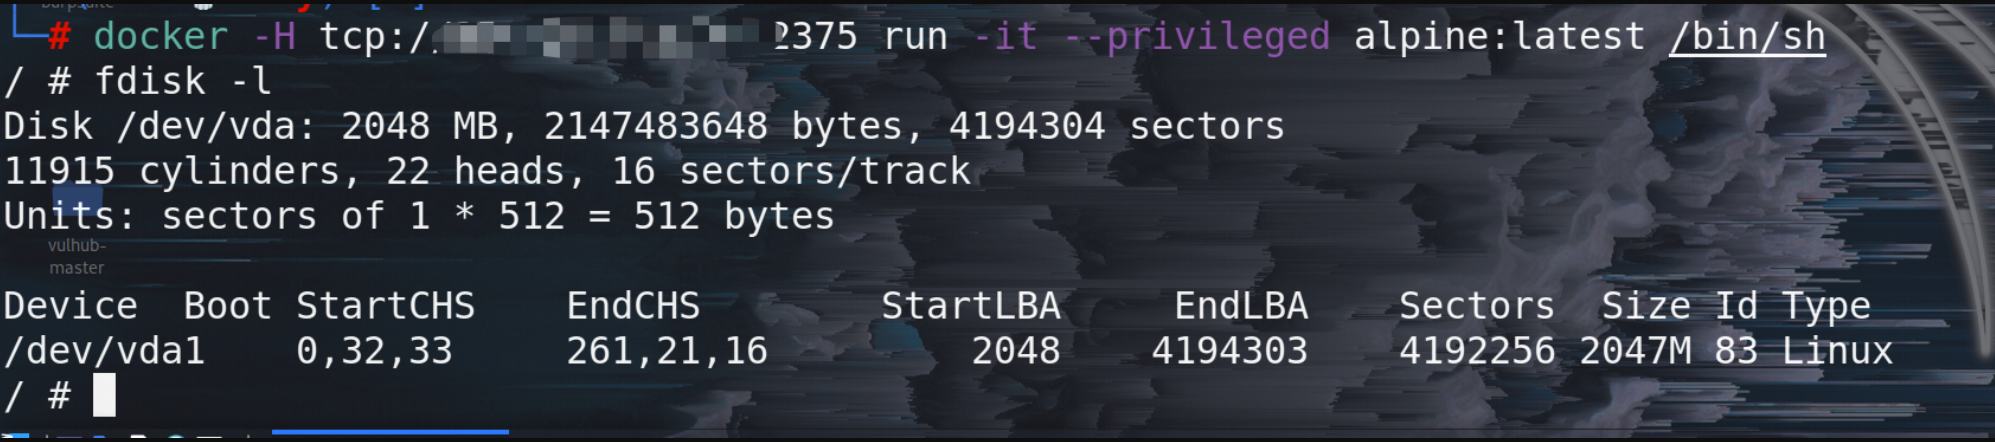 # docker -H tcp:/ 2375 run -it --privileged alpine:latest /bin/sh
/ # fdisk -l
Disk /dev/vda: 2048 MB, 2147483648 bytes, 4194304 sectors
11915 cylinders, 22 heads, 16 sectors/track
Units: sectors of 1 * 512 = 512 bytes
vulhub-
master
Device  Boot StartCHS    EndCHS        StartLBA     EndLBA    Sectors  Size Id Type
/dev/vda1    0,32,33     261,21,16         2048    4194303    4192256 2047M 83 Linux
/ #